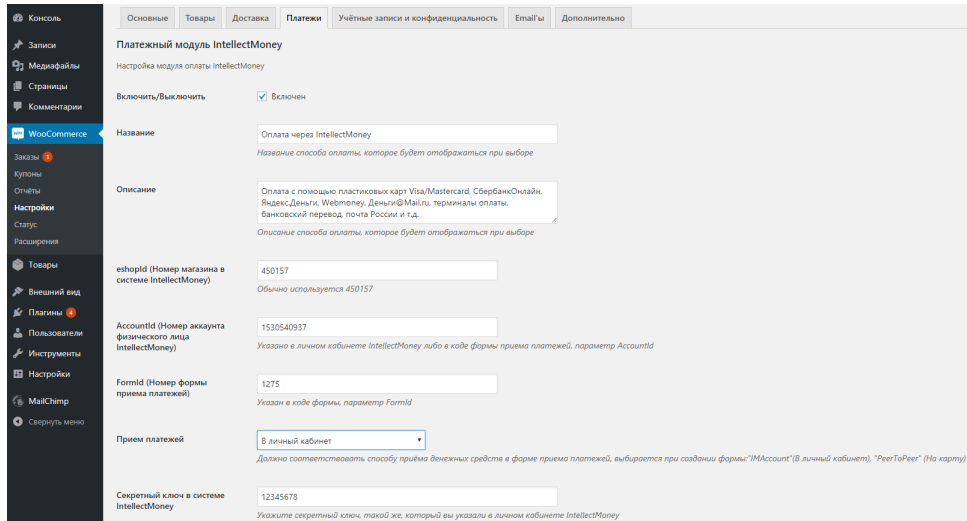 Консоль
Записи
Медиафайлы
Страницы
Комментарии
WooCommerce
Заказы 1
Купоны
Отчёты
Настройки
Статус
Расширения
Товары
Внешний вид
Плагины 4
Пользователи
Инструменты
Настройки
MailChimp
Свернуть меню
Основные Товары Доставка Платежи Учётные записи и конфиденциальность Email'ы Дополнительно
Платежный модуль IntellectMoney
Настройка модуля оплаты IntellectMoney
Включить/Выключить Включен
Название Оплата через IntellectMoney
Название способа оплаты, которое будет отображаться при выборе
Описание Оплата с помощью пластиковых карт Visa/Mastercard, СбербанкОнлайн,
Яндекс.Деньги, Webmoney, Деньги@Mail.ru, терминалы оплаты,
банковский перевод, почта России и т.д.
Описание способа оплаты, которое будет отображаться при выборе
eshopId (Номер магазина в
системе IntellectMoney)
450157
Обычно используется 450157
AccountId (Номер аккаунта
физического лица
IntellectMoney)
1530540937
Указано в личном кабинете IntellectMoney либо в коде формы приема платежей, параметр AccountId
FormId (Номер формы
приема платежей)
1275
Указан в коде формы, параметр FormId
Прием платежей В личный кабинет
Должно соответствовать способу приёма денежных средств в форме приема платежей, выбирается при создании формы:"IMAccount"(В личный кабинет), "PeerToPeer" (На карту)
Секретный ключ в системе
IntellectMoney
12345678
Укажите секретный ключ, такой же, который вы указали в личном кабинете IntellectMoney